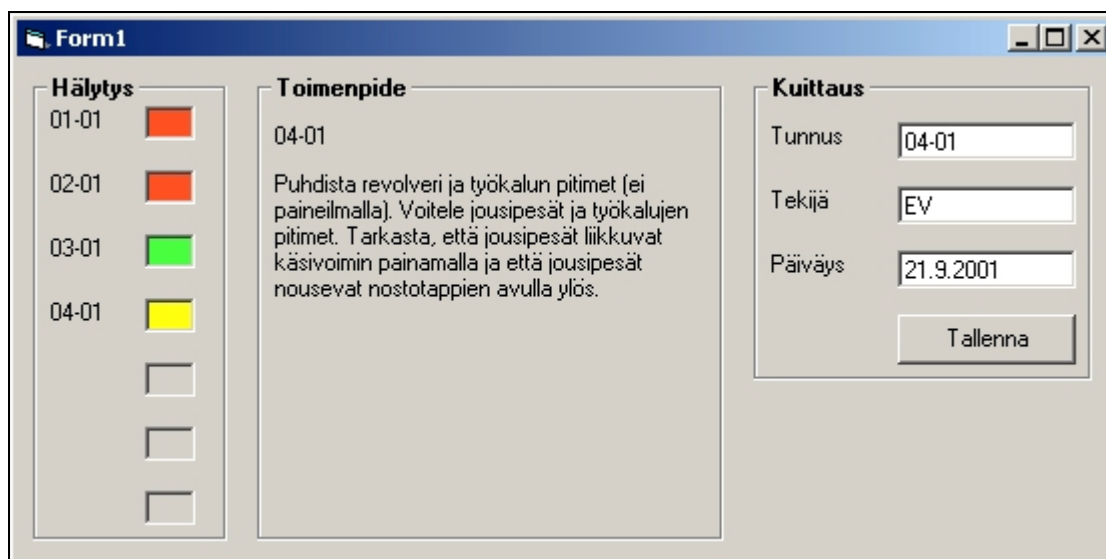 Form1
Hälytys
01-01
02-01
03-01
04-01
Toimenpide
04-01
Puhdista revolveri ja työkalun pitimet (ei
paineilmalla). Voitele jousipesät ja työkalujen
pitimet. Tarkasta, että jousipesät liikkuvat
käsivoimin painamalla ja että jousipesät
nousevat nostotappien avulla ylös.
Kuittaus
Tunnus 04-01
Tekijä EV
Päiväys 21.9.2001
Tallenna